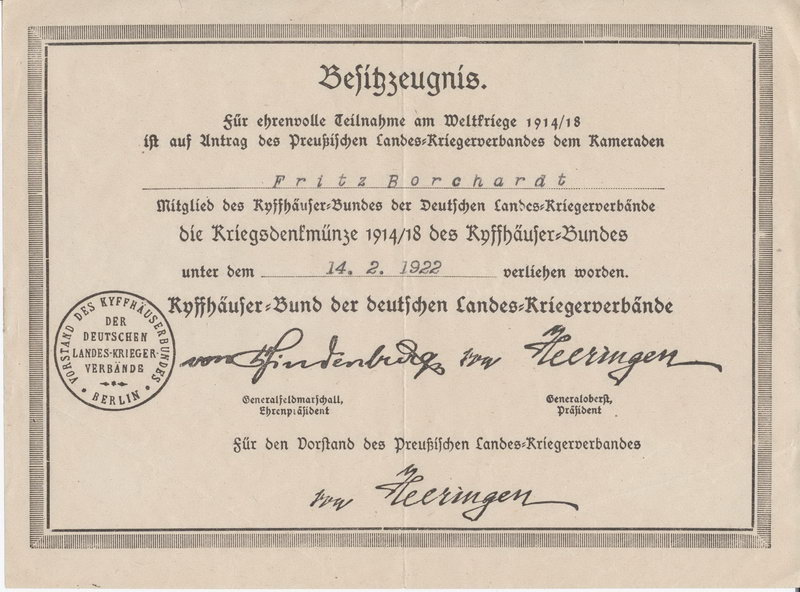 Besitzzeugnis.
Für ehrenvolle Teilnahme am Weltkriege 1914/18
ist auf Antrag des Preußischen Landes-Kriegerverbandes dem Kameraden
Fritz Borchardt
Mitglied des Kyffhäuser-Bundes der Deutschen Landes-Kriegerverbände
die Kriegsdenkmünze 1914/18 des Kyffhäuser-Bundes
unter dem 14. 2. 1922 verliehen worden.
Kyffhäuser-Bund der deutschen Landes-Kriegerverbände
VORSTAND DES KYFFHÄUSERBUNDES
DER
DEUTSCHEN
LANDES-KRIEGER-
VERBÄNDE
BERLIN
von Hindenburg von Heeringen
Generalfeldmarschall, Generaloberst,
Ehrenpräsident Präsident
Für den Vorstand des Preußischen Landes-Kriegerverbandes
von Heeringen